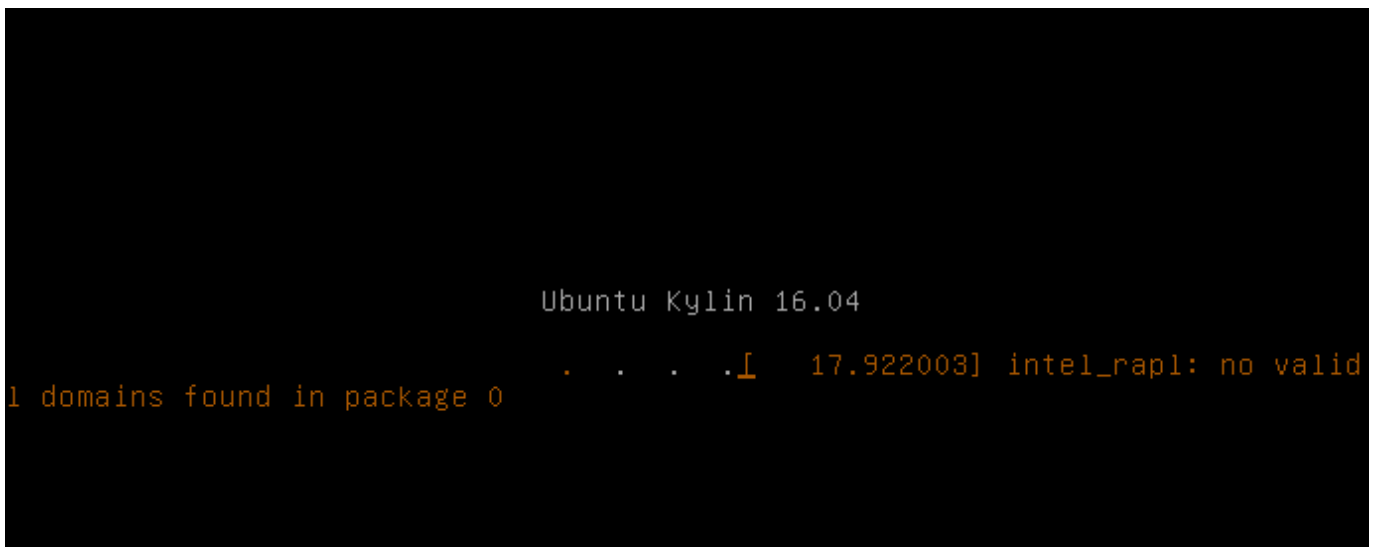 Ubuntu Kylin 16.04
. . . .[   17.922003] intel_rapl: no valid
l domains found in package 0